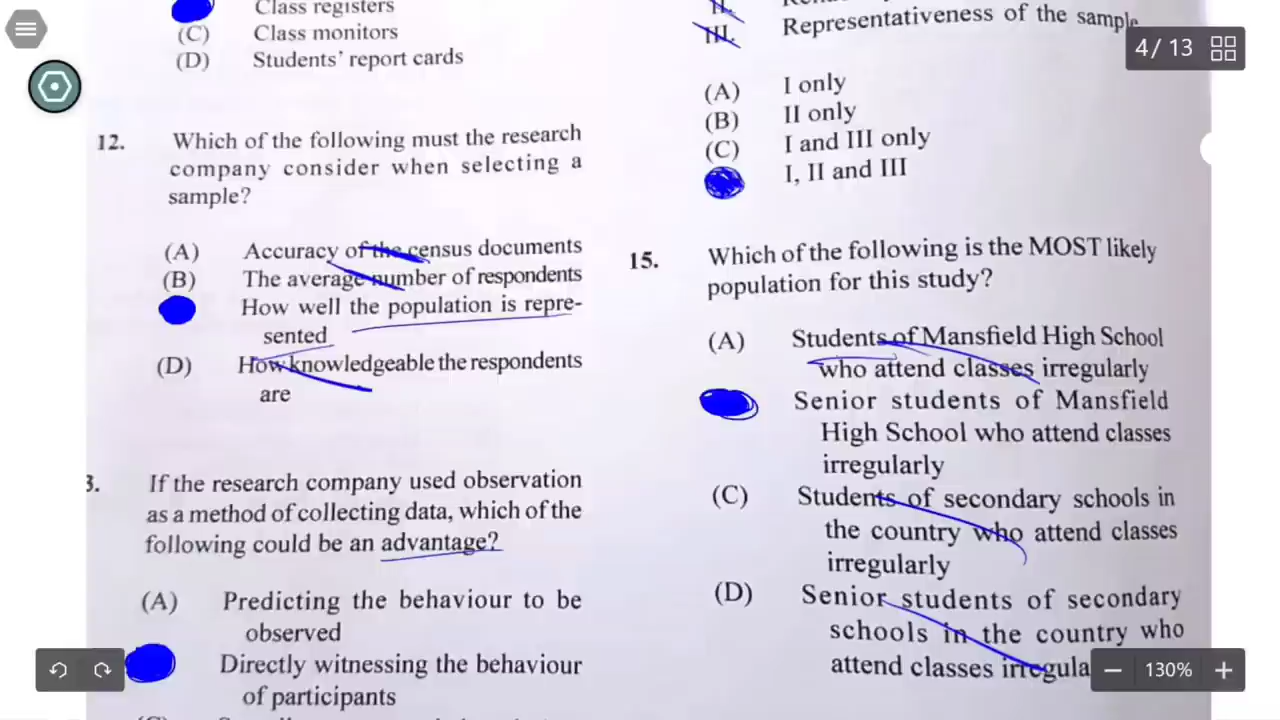 Class registers
(C) Class monitors
(D) Students' report cards
12. Which of the following must the research
company consider when selecting a
sample?
(A) Accuracy of the census documents
(B) The average number of respondents
How well the population is repre-
sented
(D) How knowledgeable the respondents
are
3. If the research company used observation
as a method of collecting data, which of the
following could be an advantage?
(A) Predicting the behaviour to be
observed
Directly witnessing the behaviour
of participants
II.
III. Representativeness of the sample
(A) I only
(B) II only
(C) I and III only
I, II and III
15. Which of the following is the MOST likely
population for this study?
(A) Students of Mansfield High School
who attend classes irregularly
Senior students of Mansfield
High School who attend classes
irregularly
(C) Students of secondary schools in
the country who attend classes
irregularly
(D) Senior students of secondary
schools in the country who
attend classes irregula
4 / 13
130%